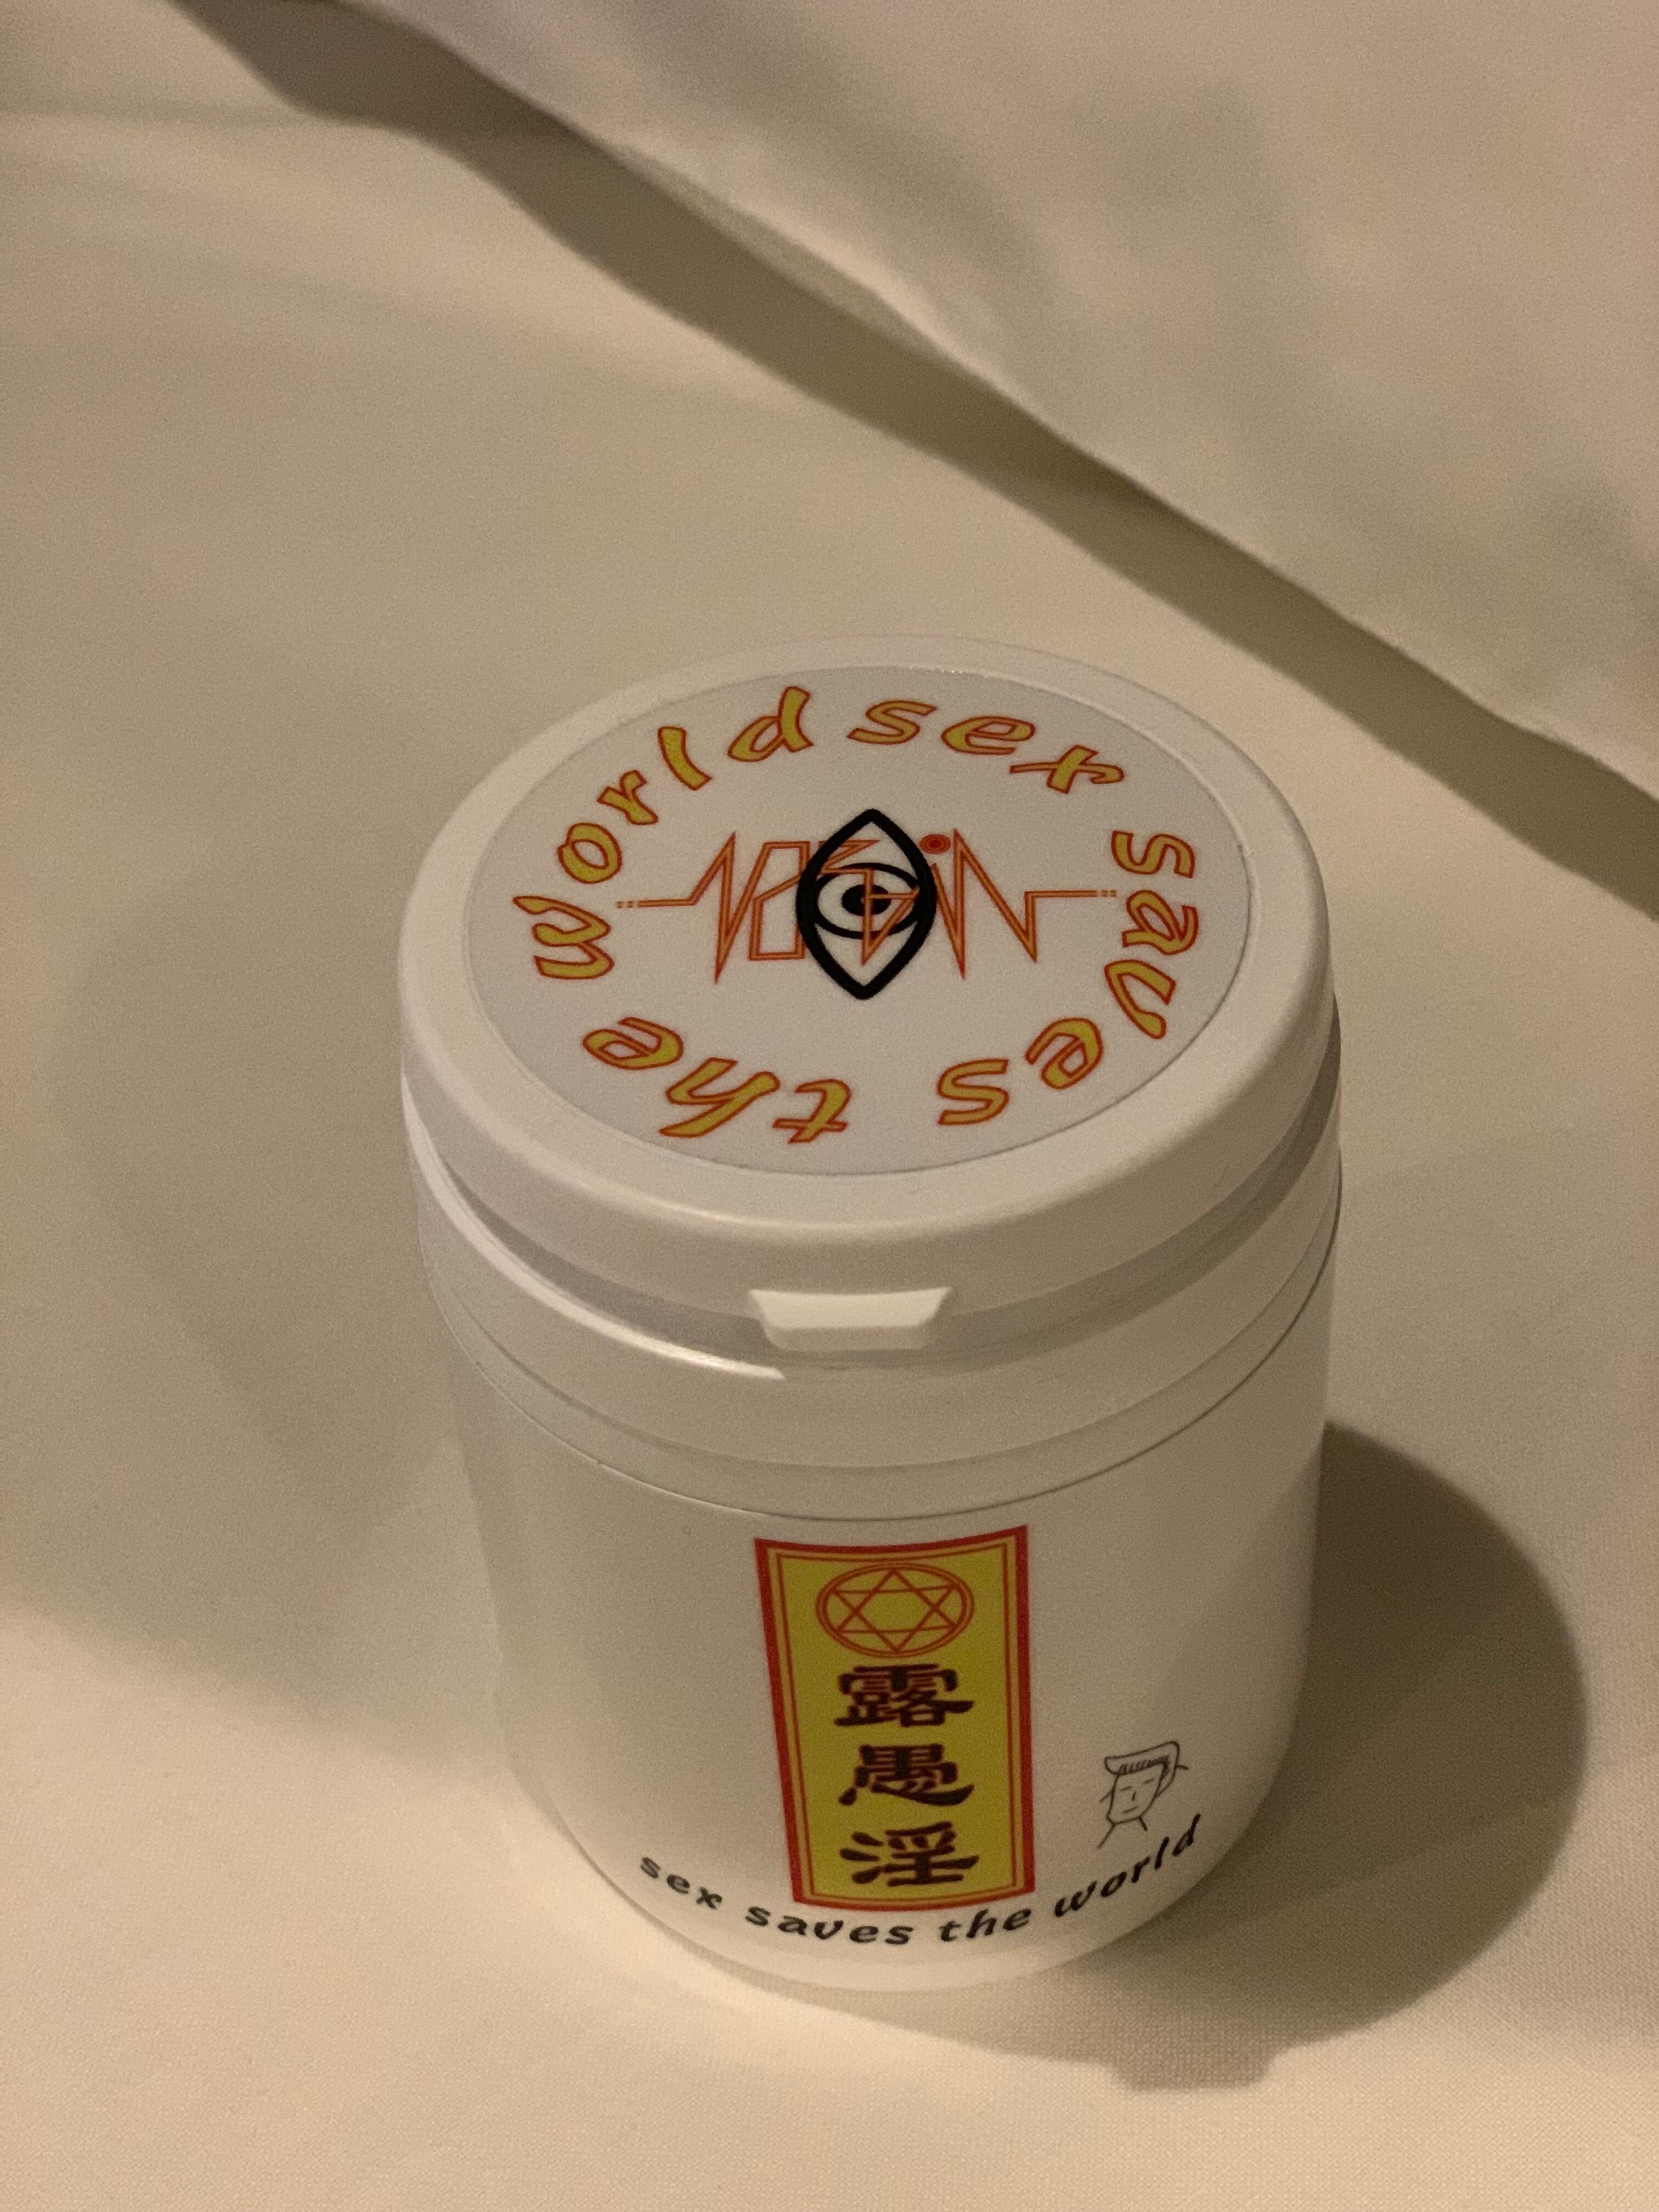 sex saves the world
露愚淫
sex saves the world